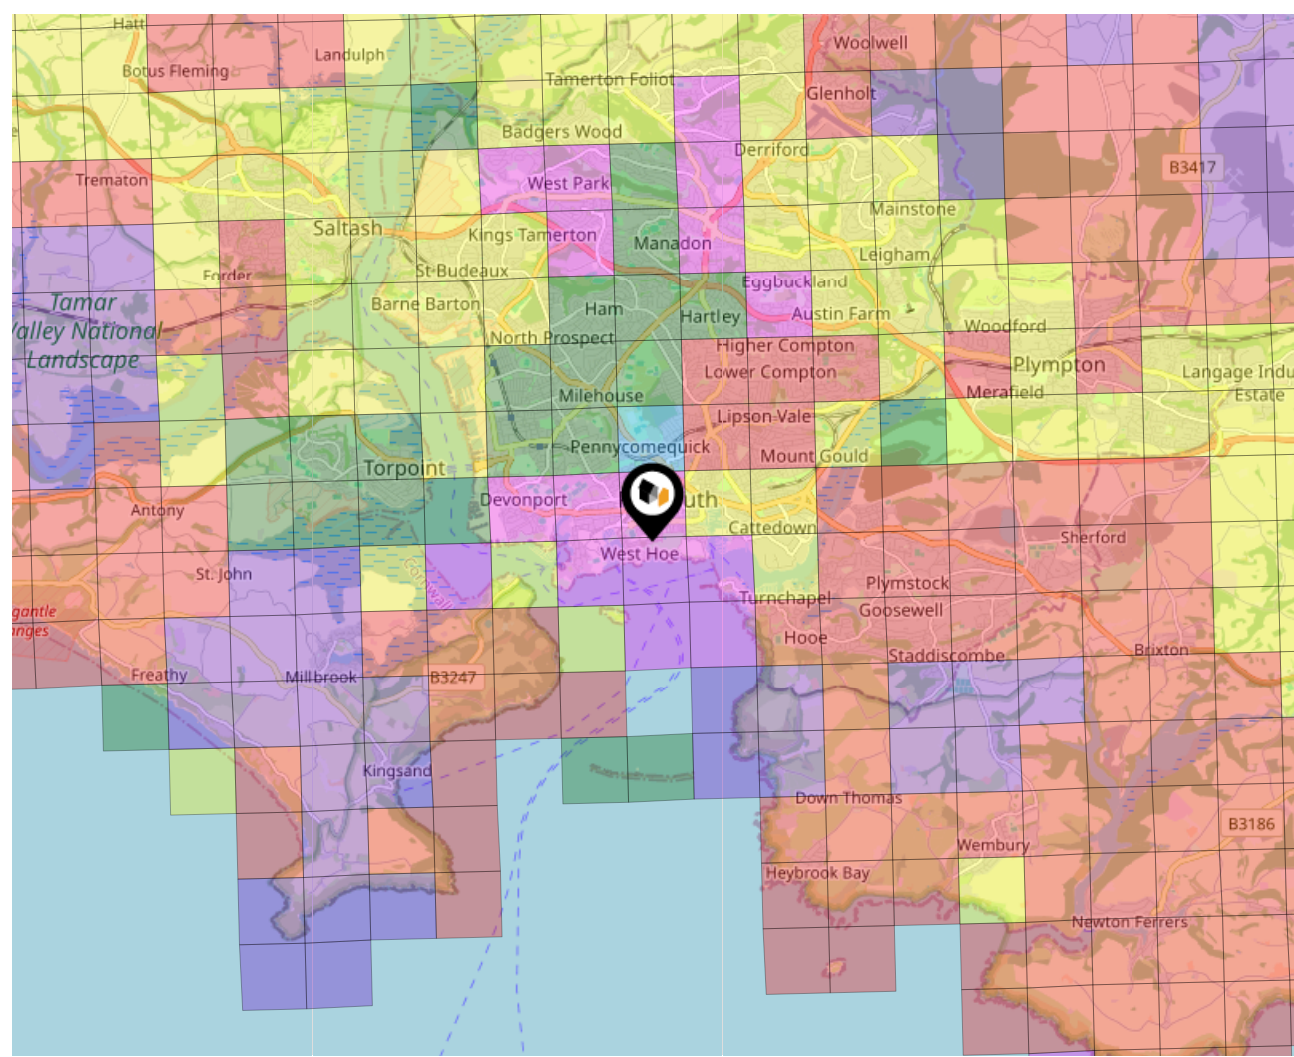 Hatt
Landulph
Woolwell
Botus Fleming
Tamerton Foliot
Glenholt
Badgers Wood
Derriford
B3417
Trematon
West Park
Mainstone
Saltash
Kings Tamerton
Manadon
Leigham
Forder
St Budeaux
Eggbuckland
Tamar
Valley National
Landscape
Barne Barton
Ham
Hartley
Austin Farm
Woodford
North Prospect
Higher Compton
Lower Compton
Plympton
Langage Indu
Estate
Milehouse
Merafield
Lipson Vale
Pennycomequick
Mount Gould
Torpoint
Devonport
uth
Antony
Cattedown
Sherford
West Hoe
St. John
Cornwall
Plymstock
Turnchapel
Goosewell
gantle
anges
Hooe
Staddiscombe
Brixton
Freathy
Millbrook
B3247
Kingsand
Down Thomas
B3186
Wembury
Heybrook Bay
Newton Ferrers